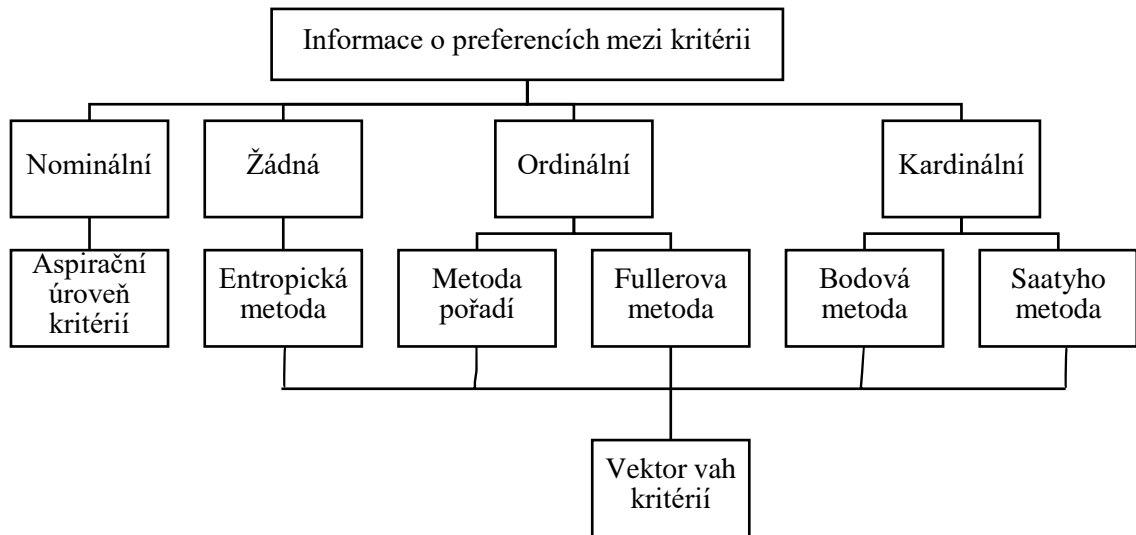 Informace o preferencích mezi kritérii
Nominální
Žádná
Ordinální
Kardinální
Aspirační
úroveň
kritérií
Entropická
metoda
Metoda
pořadí
Fullerova
metoda
Bodová
metoda
Saatyho
metoda
Vektor vah
kritérií